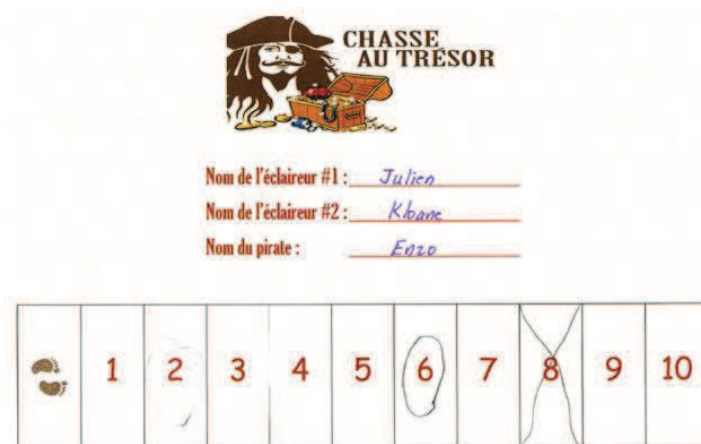 CHASSE
AU TRÉSOR
Nom de l'éclaireur #1 : Julien
Nom de l'éclaireur #2 : Kloane
Nom du pirate : Enzo
1 2 3 4 5 6 7 8 9 10